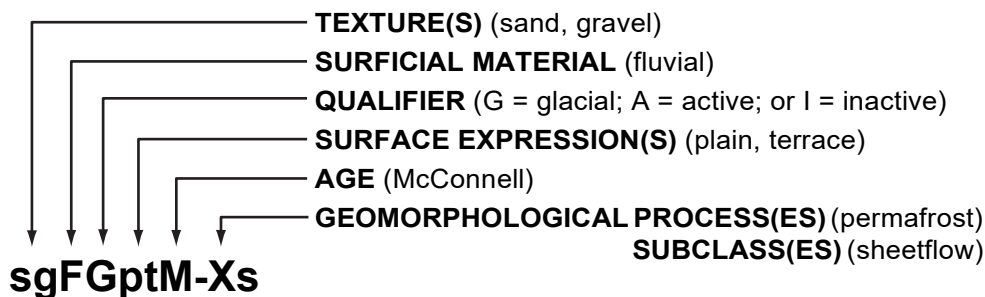 TEXTURE(S) (sand, gravel)
SURFICIAL MATERIAL (fluvial)
QUALIFIER (G = glacial; A = active; or I = inactive)
SURFACE EXPRESSION(S) (plain, terrace)
AGE (McConnell)
GEOMORPHOLOGICAL PROCESS(ES) (permafrost)
SUBCLASS(ES) (sheetflow)
sgFGptM-Xs